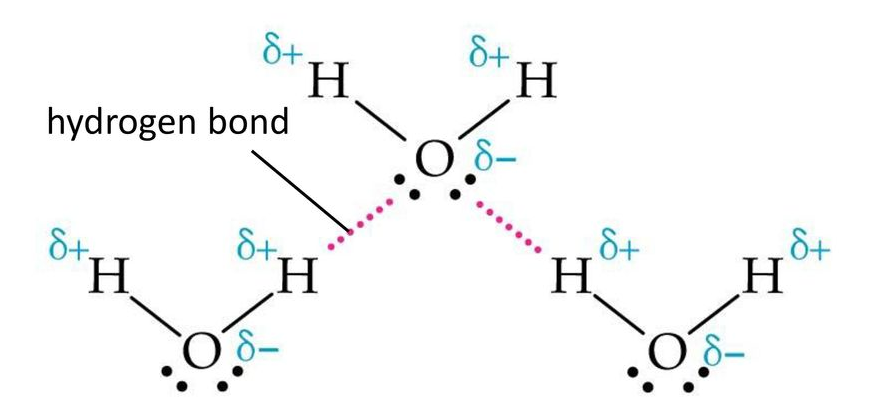 δ+ δ+
H H
hydrogen bond
O δ−
δ+ δ+ δ+ δ+
H H H H
O δ− O δ−